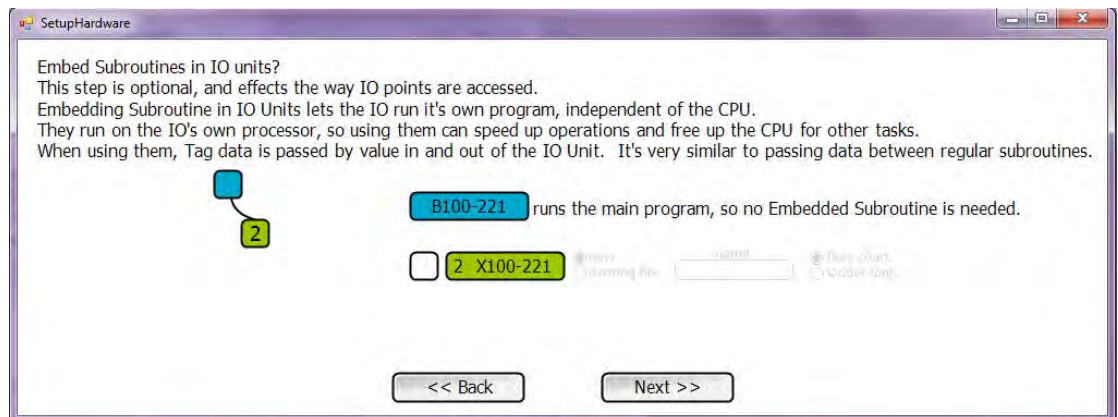 SetupHardware
Embed Subroutines in IO units?
This step is optional, and effects the way IO points are accessed.
Embedding Subroutine in IO Units lets the IO run it's own program, independent of the CPU.
They run on the IO's own processor, so using them can speed up operations and free up the CPU for other tasks.
When using them, Tag data is passed by value in and out of the IO Unit. It's very similar to passing data between regular subroutines.
B100-221 runs the main program, so no Embedded Subroutine is needed.
2
2 X100-221 name
<< Back Next >>